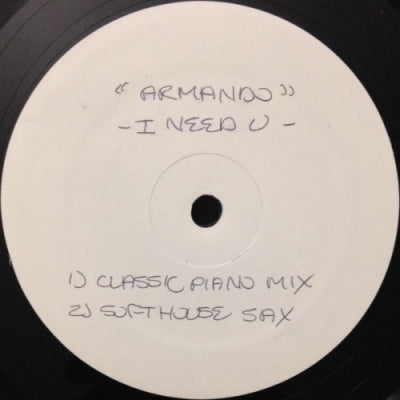 "ARMANDO"
- I NEED U -
1) CLASSIC PIANO MIX
2) SOFTHOUSE SAX